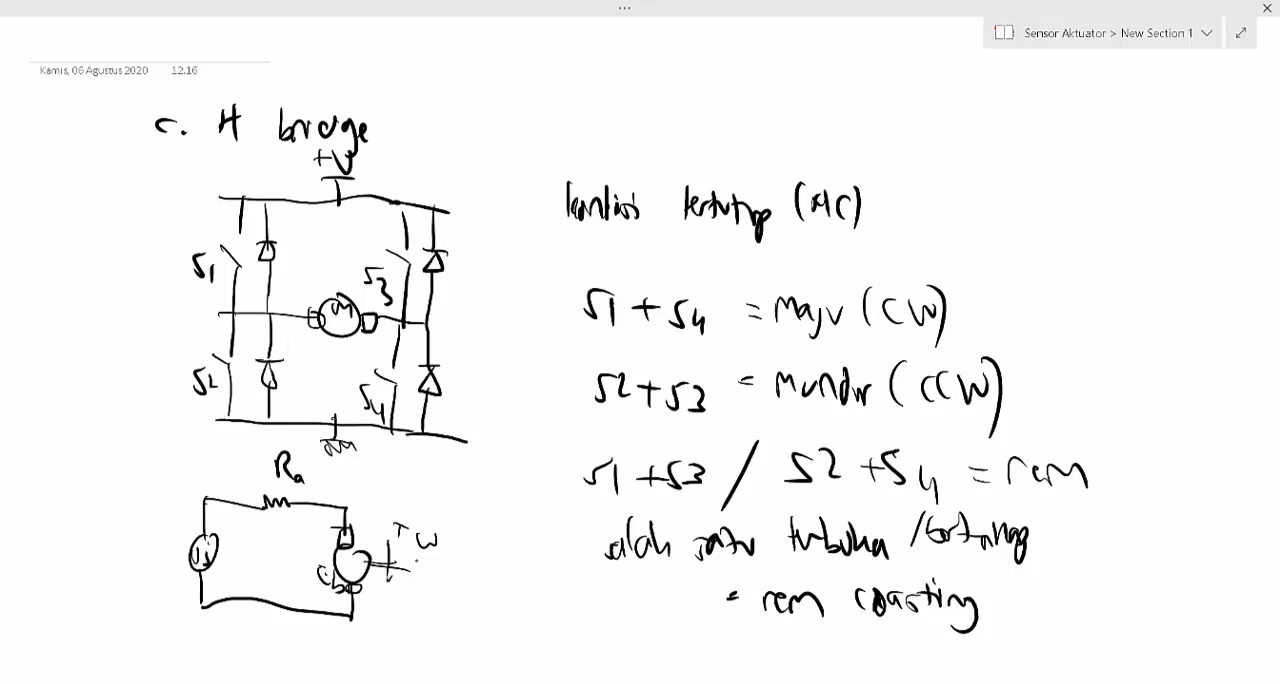 Sensor Aktuator > New Section 1
Kamis, 06 Agustus 2020 12.16
c. H bridge
+V
S1
S3
M
S2
S4
kondisi tertutup (NC)
S1 + S4 = Maju (CW)
S2 + S3 = Mundur (CCW)
S1 + S3 / S2 + S4 = rem
salah satu terbuka /
= rem coasting
Ra
T W